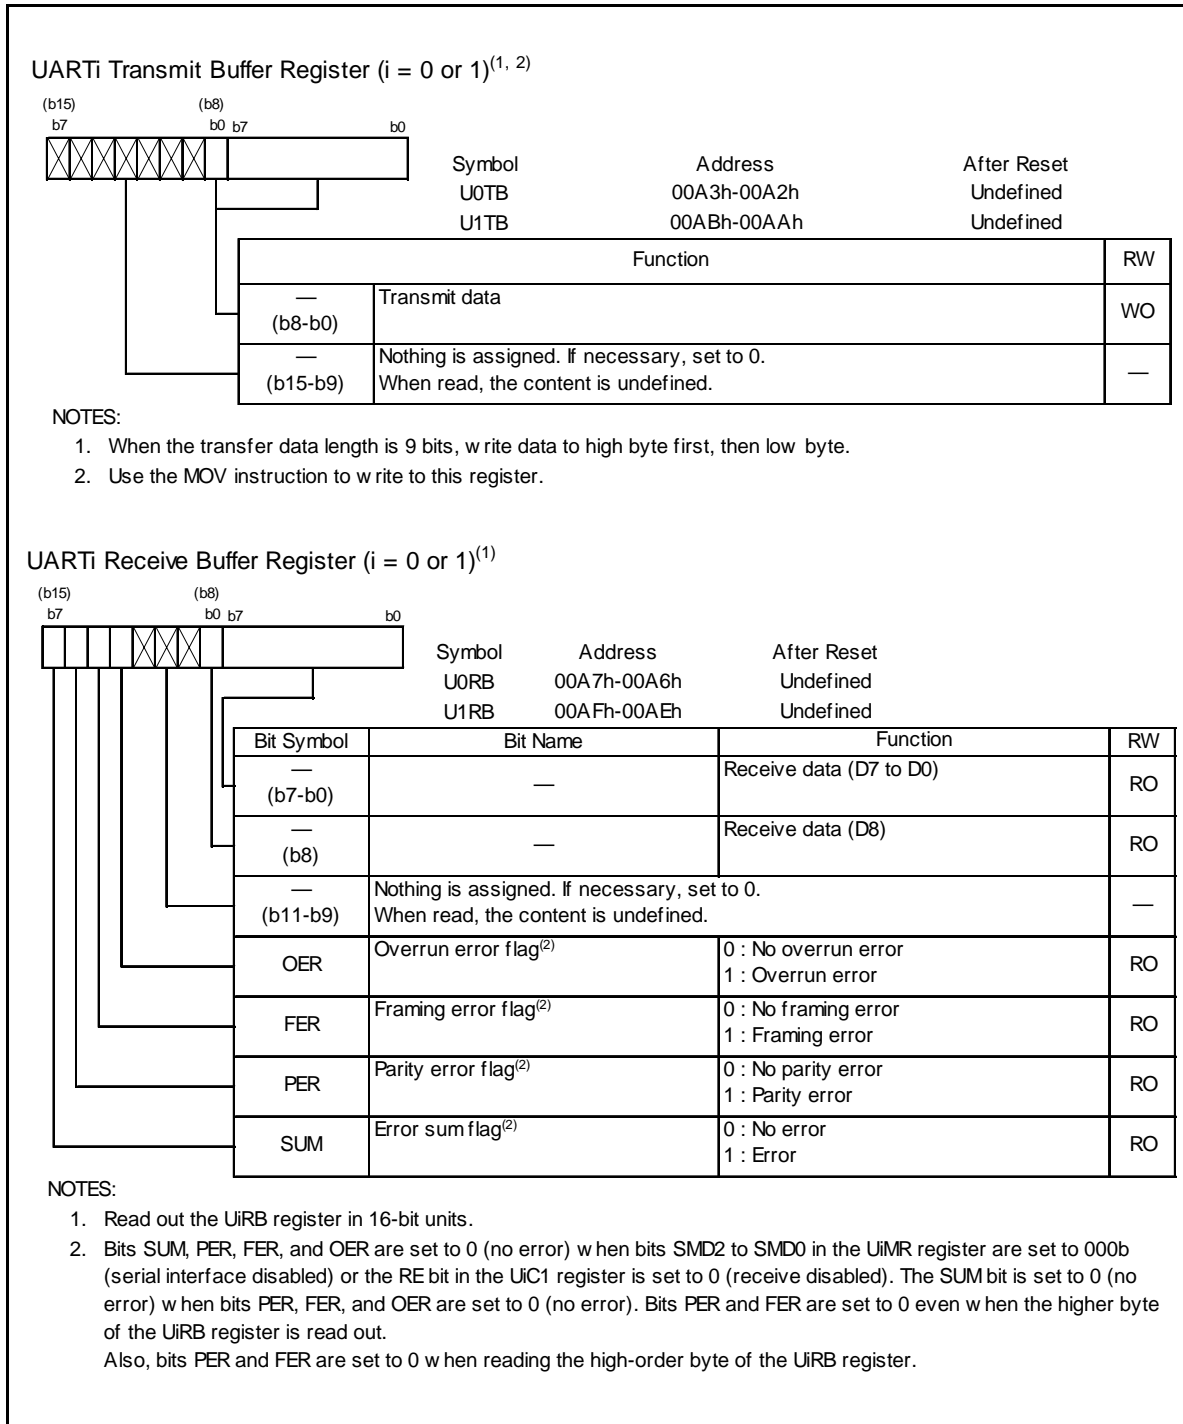 UARTi Transmit Buffer Register (i = 0 or 1)(1, 2)
(b15) (b8)
b7 b0 b7 b0
Symbol Address After Reset
U0TB 00A3h-00A2h Undefined
U1TB 00ABh-00AAh Undefined
Function RW
—
(b8-b0) Transmit data WO
—
(b15-b9) Nothing is assigned. If necessary, set to 0.
When read, the content is undefined. —
NOTES:
1. When the transfer data length is 9 bits, write data to high byte first, then low byte.
2. Use the MOV instruction to write to this register.
UARTi Receive Buffer Register (i = 0 or 1)(1)
(b15) (b8)
b7 b0 b7 b0
Symbol Address After Reset
U0RB 00A7h-00A6h Undefined
U1RB 00AFh-00AEh Undefined
Bit Symbol Bit Name Function RW
—
(b7-b0) — Receive data (D7 to D0) RO
—
(b8) — Receive data (D8) RO
—
(b11-b9) Nothing is assigned. If necessary, set to 0.
When read, the content is undefined. —
OER Overrun error flag(2) 0 : No overrun error
1 : Overrun error RO
FER Framing error flag(2) 0 : No framing error
1 : Framing error RO
PER Parity error flag(2) 0 : No parity error
1 : Parity error RO
SUM Error sum flag(2) 0 : No error
1 : Error RO
NOTES:
1. Read out the UiRB register in 16-bit units.
2. Bits SUM, PER, FER, and OER are set to 0 (no error) when bits SMD2 to SMD0 in the UiMR register are set to 000b
(serial interface disabled) or the RE bit in the UiC1 register is set to 0 (receive disabled). The SUM bit is set to 0 (no
error) when bits PER, FER, and OER are set to 0 (no error). Bits PER and FER are set to 0 even when the higher byte
of the UiRB register is read out.
Also, bits PER and FER are set to 0 when reading the high-order byte of the UiRB register.